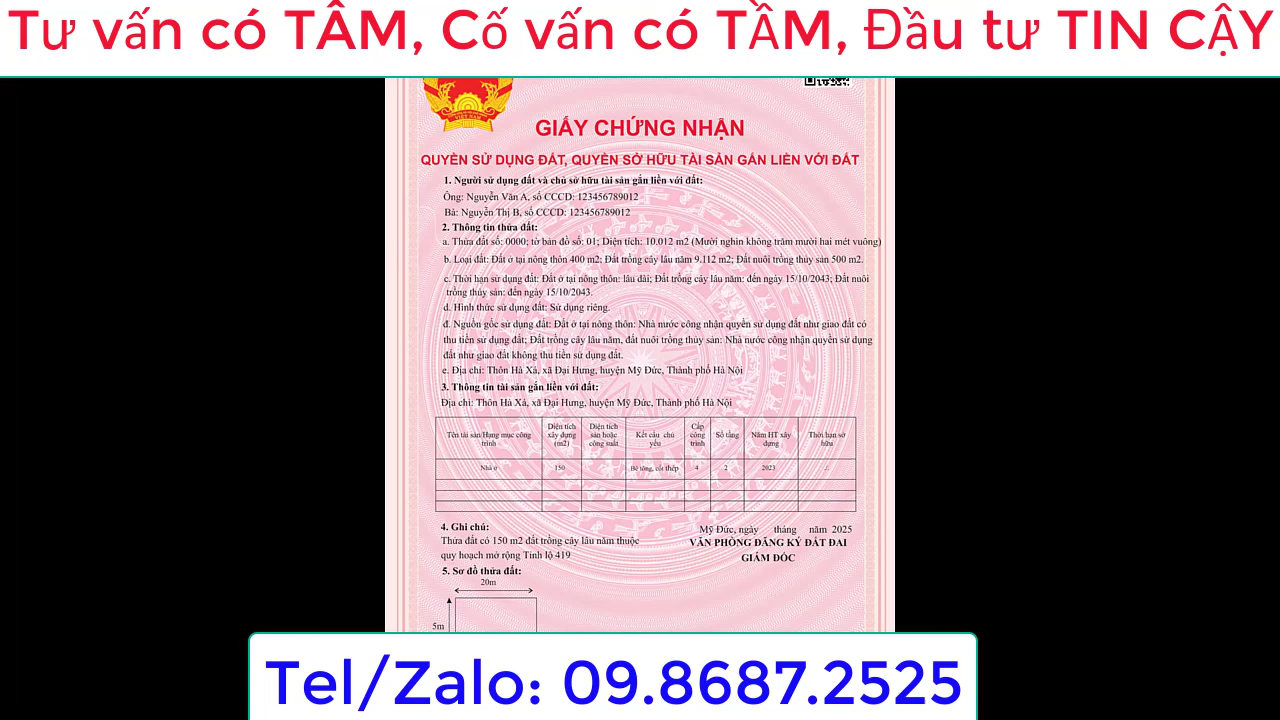 Tư vấn có TÂM, Cố vấn có TẦM, Đầu tư TIN CẬY
VIỆT NAM
GIẤY CHỨNG NHẬN
QUYỀN SỬ DỤNG ĐẤT, QUYỀN SỞ HỮU TÀI SẢN GẮN LIỀN VỚI ĐẤT
1. Người sử dụng đất và chủ sở hữu tài sản gắn liền với đất:
Ông: Nguyễn Văn A, số CCCD: 123456789012
Bà: Nguyễn Thị B, số CCCD: 123456789012
2. Thông tin thửa đất:
a. Thửa đất số: 0000; tờ bản đồ số: 01; Diện tích: 10.012 m2 (Mười nghìn không trăm mười hai mét vuông)
b. Loại đất: Đất ở tại nông thôn 400 m2; Đất trồng cây lâu năm 9.112 m2; Đất nuôi trồng thủy sản 500 m2.
c. Thời hạn sử dụng đất: Đất ở tại nông thôn: lâu dài; Đất trồng cây lâu năm: đến ngày 15/10/2043; Đất nuôi
trồng thủy sản: đến ngày 15/10/2043.
d. Hình thức sử dụng đất: Sử dụng riêng.
đ. Nguồn gốc sử dụng đất: Đất ở tại nông thôn: Nhà nước công nhận quyền sử dụng đất như giao đất có
thu tiền sử dụng đất; Đất trồng cây lâu năm, đất nuôi trồng thủy sản: Nhà nước công nhận quyền sử dụng
đất như giao đất không thu tiền sử dụng đất.
e. Địa chỉ: Thôn Hà Xá, xã Đại Hưng, huyện Mỹ Đức, Thành phố Hà Nội
3. Thông tin tài sản gắn liền với đất:
Địa chỉ: Thôn Hà Xá, xã Đại Hưng, huyện Mỹ Đức, Thành phố Hà Nội
Tên tài sản/Hạng mục công trình Diện tích xây dựng (m2) Diện tích sàn hoặc công suất Kết cấu chủ yếu Cấp công trình Số tầng Năm HT xây dựng Thời hạn sở hữu
Nhà ở 150 Bê tông, cốt thép 4 2 2023 ./.
4. Ghi chú:
Thửa đất có 150 m2 đất trồng cây lâu năm thuộc
quy hoạch mở rộng Tỉnh lộ 419
Mỹ Đức, ngày tháng năm 2025
VĂN PHÒNG ĐĂNG KÝ ĐẤT ĐAI
GIÁM ĐỐC
5. Sơ đồ thửa đất:
20m
5m
Tel/Zalo: 09.8687.2525